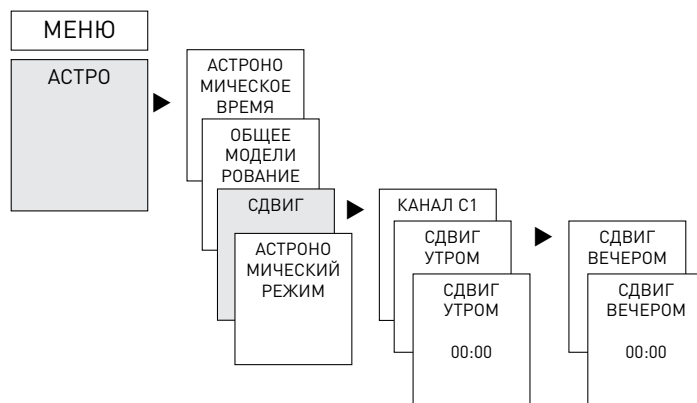 МЕНЮ
АСТРО
АСТРОНО
МИЧЕСКОЕ
ВРЕМЯ
ОБЩЕЕ
МОДЕЛИ
РОВАНИЕ
СДВИГ
АСТРОНО
МИЧЕСКИЙ
РЕЖИМ
КАНАЛ C1
СДВИГ
УТРОМ
СДВИГ
УТРОМ
00:00
СДВИГ
ВЕЧЕРОМ
СДВИГ
ВЕЧЕРОМ
00:00